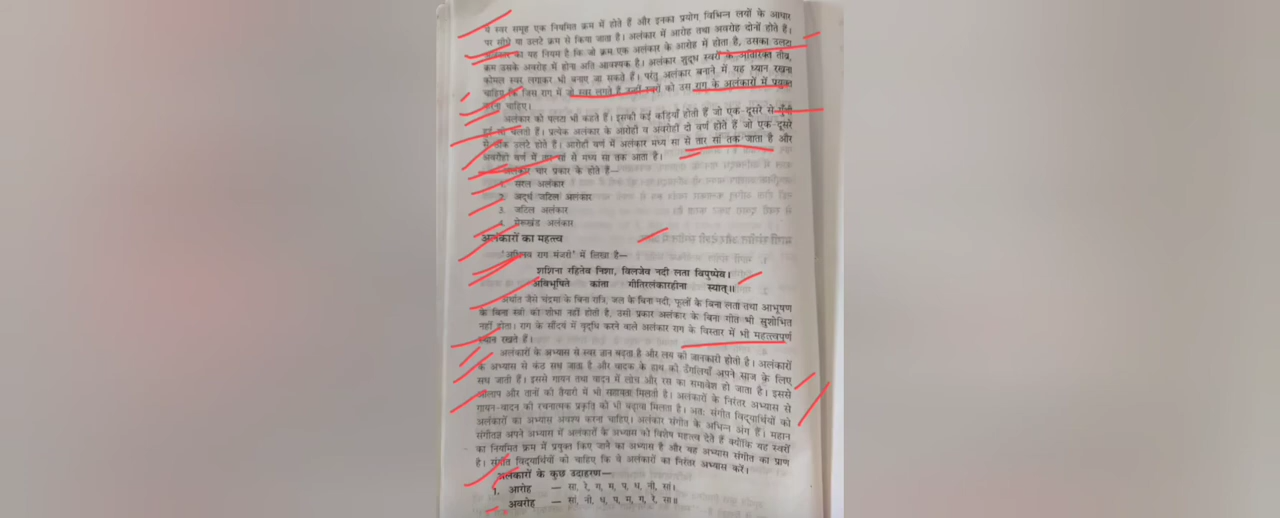 व स्वर समूह एक नियमित क्रम में होते हैं और इनका प्रयोग विभिन्न लयों के आधार
पर सीधे या उलटे क्रम से किया जाता है। अलंकार में आरोह तथा अवरोह दोनों होते हैं।
अलंकार का यह नियम है कि जो क्रम एक अलंकार के आरोह में होता है, उसका उलटा
क्रम उसके अवरोह में होना अति आवश्यक है। अलंकार शुद्ध स्वरों के अतिरिक्त तीव्र,
कोमल स्वर लगाकर भी बनाए जा सकते हैं। परंतु अलंकार बनाने में यह ध्यान रखना
चाहिए कि जिस राग में जो स्वर लगते हैं उन्हीं स्वरों को उस राग के अलंकारों में प्रयुक्त
करना चाहिए।
अलंकार को पलटा भी कहते हैं। इसकी कई कड़ियाँ होती हैं जो एक-दूसरे से गुँथी
हुई चलती हैं। प्रत्येक अलंकार के आरोही व अवरोही दो वर्ण होते हैं जो एक-दूसरे
से ठीक उलटे होते हैं। आरोही वर्ण में अलंकार मध्य सा से तार सां तक जाता है और
अवरोही वर्ण में तार सां से मध्य सा तक आता है।
अलंकार चार प्रकार के होते हैं—
1. सरल अलंकार
2. अर्द्ध जटिल अलंकार
3. जटिल अलंकार
4. मेरूखंड अलंकार
अलंकारों का महत्त्व
'अभिनव राग मंजरी' में लिखा है—
शशिना रहितेव निशा, विलजेव नदी लता विपुष्पेव।
अविभूषिते कांता गीतिरलंकारहीना स्यात्॥
अर्थात जैसे चंद्रमा के बिना रात्रि, जल के बिना नदी, फूलों के बिना लता तथा आभूषण
के बिना स्त्री की शोभा नहीं होती है, उसी प्रकार अलंकार के बिना गीत भी सुशोभित
नहीं होता। राग के सौंदर्य में वृद्धि करने वाले अलंकार राग के विस्तार में भी महत्त्वपूर्ण
स्थान रखते हैं।
अलंकारों के अभ्यास से स्वर ज्ञान बढ़ता है और लय की जानकारी होती है। अलंकारों
के अभ्यास से कंठ सध जाता है और वादक के हाथ की उँगलियाँ अपने साज के लिए
सध जाती हैं। इससे गायन तथा वादन में लोच और रस का समावेश हो जाता है। इससे
आलाप और तानों की तैयारी में भी सहायता मिलती है। अलंकारों के निरंतर अभ्यास से
गायन-वादन की रचनात्मक प्रकृति को भी बढ़ावा मिलता है। अतः संगीत विद्यार्थियों को
अलंकारों का अभ्यास अवश्य करना चाहिए। अलंकार संगीत के अभिन्न अंग हैं। महान
संगीतज्ञ अपने अभ्यास में अलंकारों के अभ्यास को विशेष महत्त्व देते हैं क्योंकि यह स्वरों
का नियमित क्रम में प्रयुक्त किए जाने का अभ्यास है और यह अभ्यास संगीत का प्राण
है। संगीत विद्यार्थियों को चाहिए कि वे अलंकारों का निरंतर अभ्यास करें।
अलंकारों के कुछ उदाहरण—
1. आरोह — सा, रे, ग, म, प, ध, नी, सां।
अवरोह — सां, नी, ध, प, म, ग, रे, सा॥